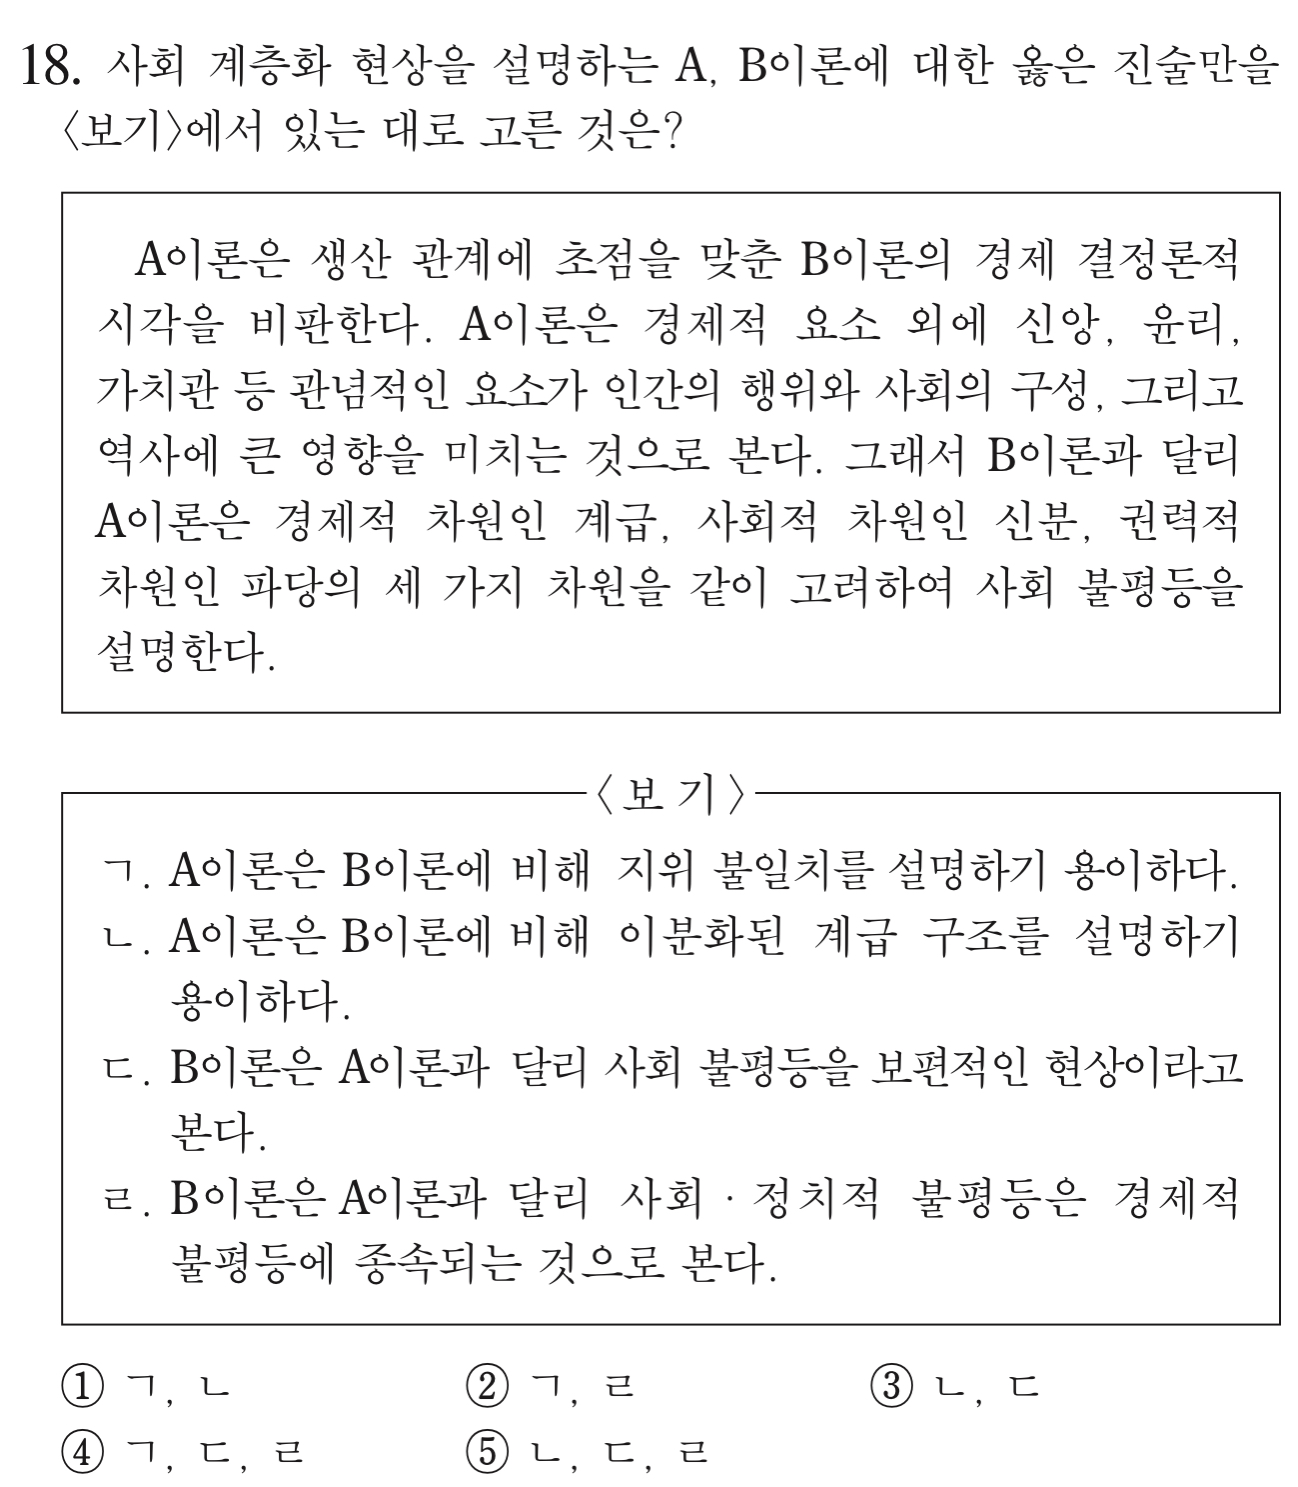 18. 사회 계층화 현상을 설명하는 A, B이론에 대한 옳은 진술만을
<보기>에서 있는 대로 고른 것은?
A이론은 생산 관계에 초점을 맞춘 B이론의 경제 결정론적
시각을 비판한다. A이론은 경제적 요소 외에 신앙, 윤리,
가치관 등 관념적인 요소가 인간의 행위와 사회의 구성, 그리고
역사에 큰 영향을 미치는 것으로 본다. 그래서 B이론과 달리
A이론은 경제적 차원인 계급, 사회적 차원인 신분, 권력적
차원인 파당의 세 가지 차원을 같이 고려하여 사회 불평등을
설명한다.
<보 기>
ㄱ. A이론은 B이론에 비해 지위 불일치를 설명하기 용이하다.
ㄴ. A이론은 B이론에 비해 이분화된 계급 구조를 설명하기
용이하다.
ㄷ. B이론은 A이론과 달리 사회 불평등을 보편적인 현상이라고
본다.
ㄹ. B이론은 A이론과 달리 사회·정치적 불평등은 경제적
불평등에 종속되는 것으로 본다.
① ㄱ, ㄴ ② ㄱ, ㄹ ③ ㄴ, ㄷ
④ ㄱ, ㄷ, ㄹ ⑤ ㄴ, ㄷ, ㄹ